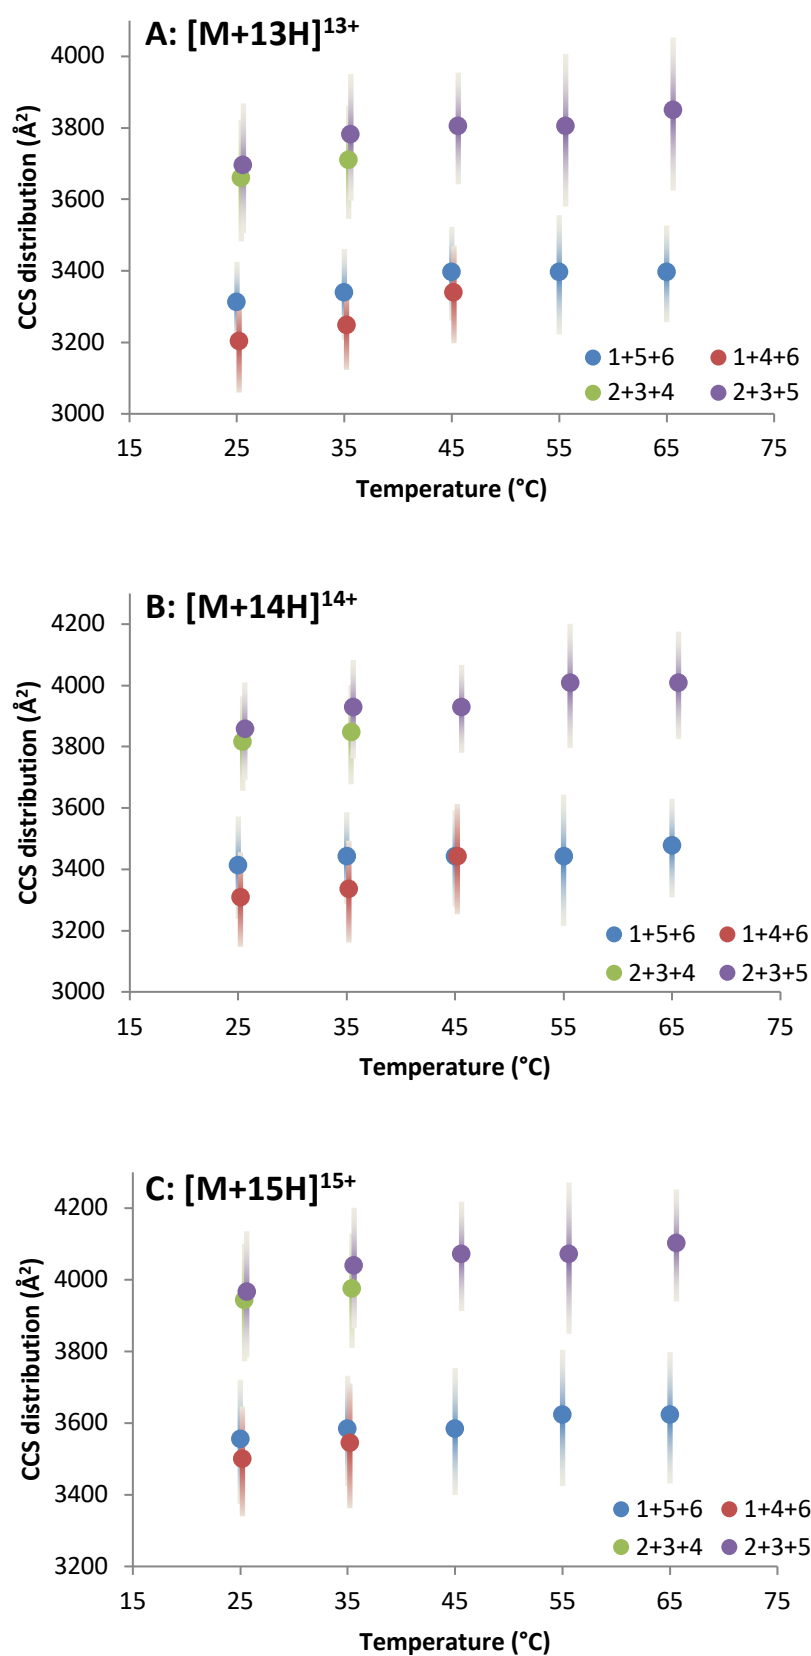 A: [M+13H]¹³⁺
CCS distribution (Å²)
4000
3800
3600
3400
3200
3000
1+5+6 1+4+6
2+3+4 2+3+5
15 25 35 45 55 65 75
Temperature (°C)
B: [M+14H]¹⁴⁺
CCS distribution (Å²)
4200
4000
3800
3600
3400
3200
3000
1+5+6 1+4+6
2+3+4 2+3+5
15 25 35 45 55 65 75
Temperature (°C)
C: [M+15H]¹⁵⁺
CCS distribution (Å²)
4200
4000
3800
3600
3400
3200
1+5+6 1+4+6
2+3+4 2+3+5
15 25 35 45 55 65 75
Temperature (°C)